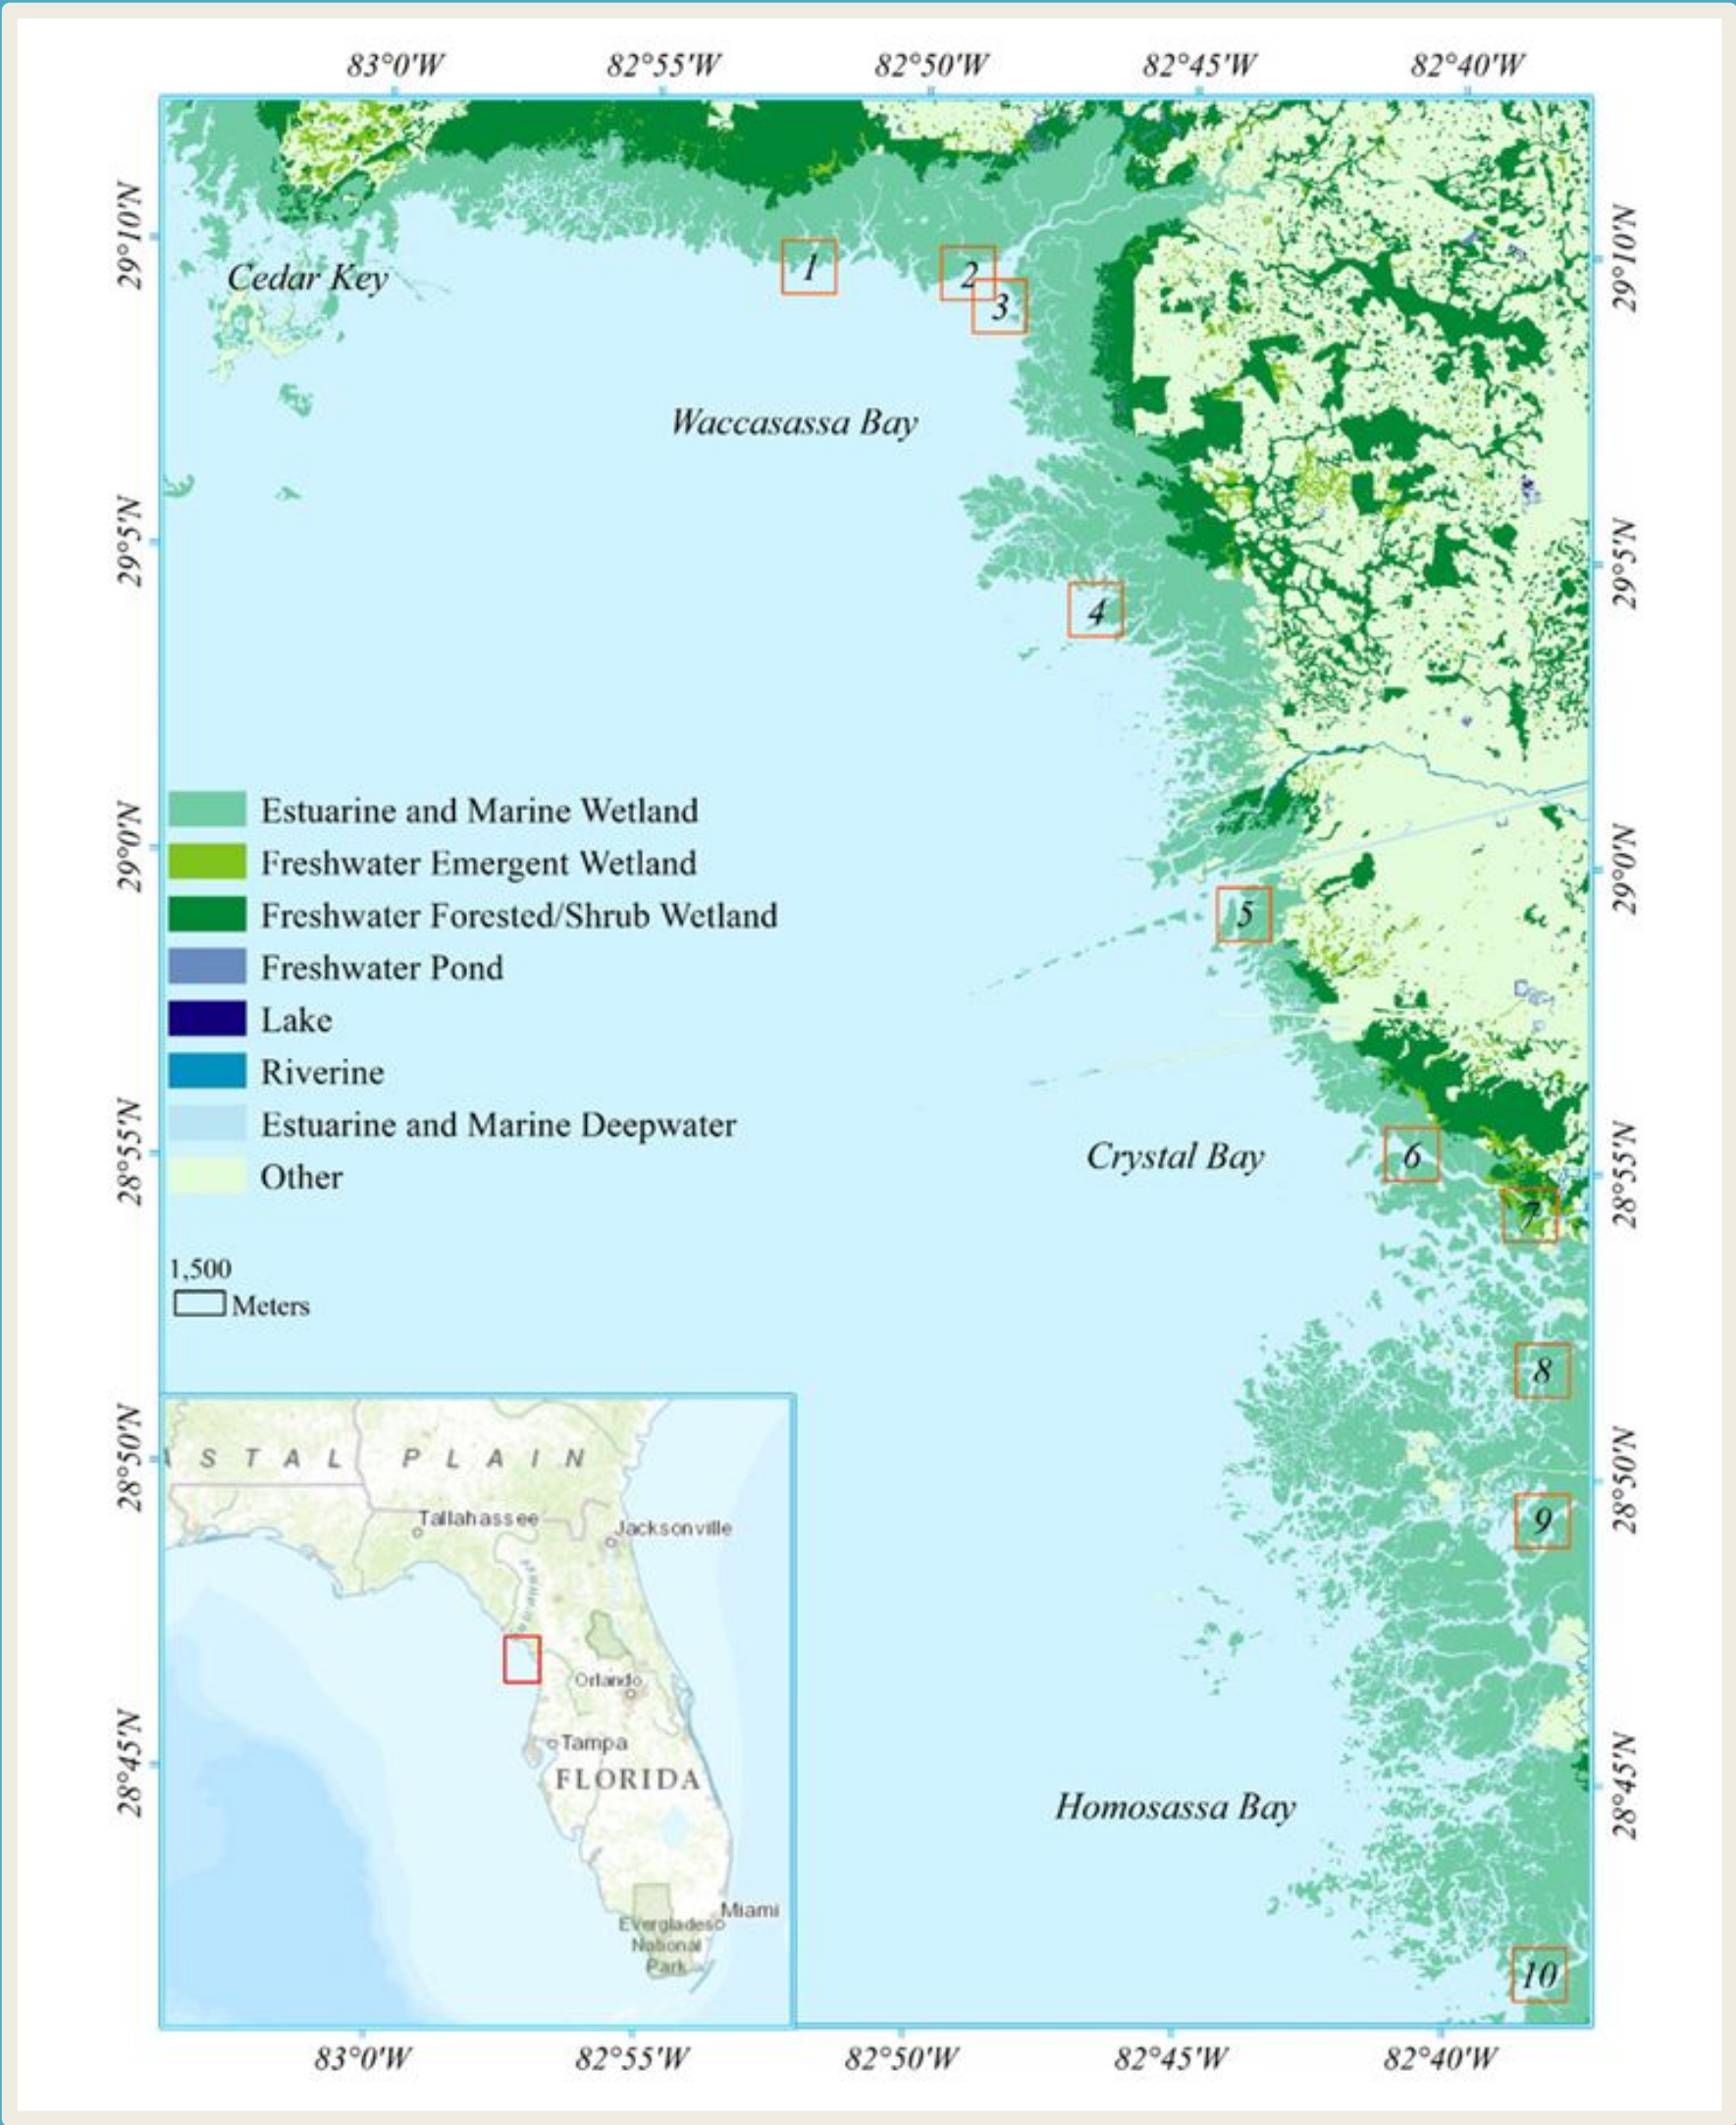 83°0'W 82°55'W 82°50'W 82°45'W 82°40'W
29°10'N
29°10'N
Cedar Key
1
2
3
Waccasassa Bay
29°5'N
29°5'N
4
Estuarine and Marine Wetland
29°0'N
Freshwater Emergent Wetland
29°0'N
Freshwater Forested/Shrub Wetland
5
Freshwater Pond
Lake
Riverine
Estuarine and Marine Deepwater
28°55'N
Crystal Bay
6
28°55'N
Other
7
1,500
Meters
8
28°50'N
ASTAL PLAIN
28°50'N
Tallahassee
Jacksonville
9
Orlando
Tampa
28°45'N
FLORIDA
28°45'N
Homosassa Bay
Miami
Everglades
National
Park
10
83°0'W 82°55'W 82°50'W 82°45'W 82°40'W